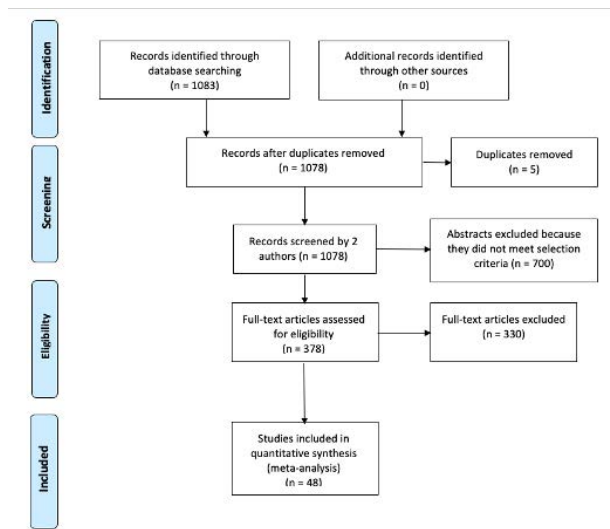 Identification
Records identified through
database searching
(n = 1083)
Additional records identified
through other sources
(n = 0)
Screening
Records after duplicates removed
(n = 1078)
Duplicates removed
(n = 5)
Records screened by 2
authors (n = 1078)
Abstracts excluded because
they did not meet selection
criteria (n = 700)
Eligibility
Full-text articles assessed
for eligibility
(n = 378)
Full-text articles excluded
(n = 330)
Included
Studies included in
quantitative synthesis
(meta-analysis)
(n = 48)